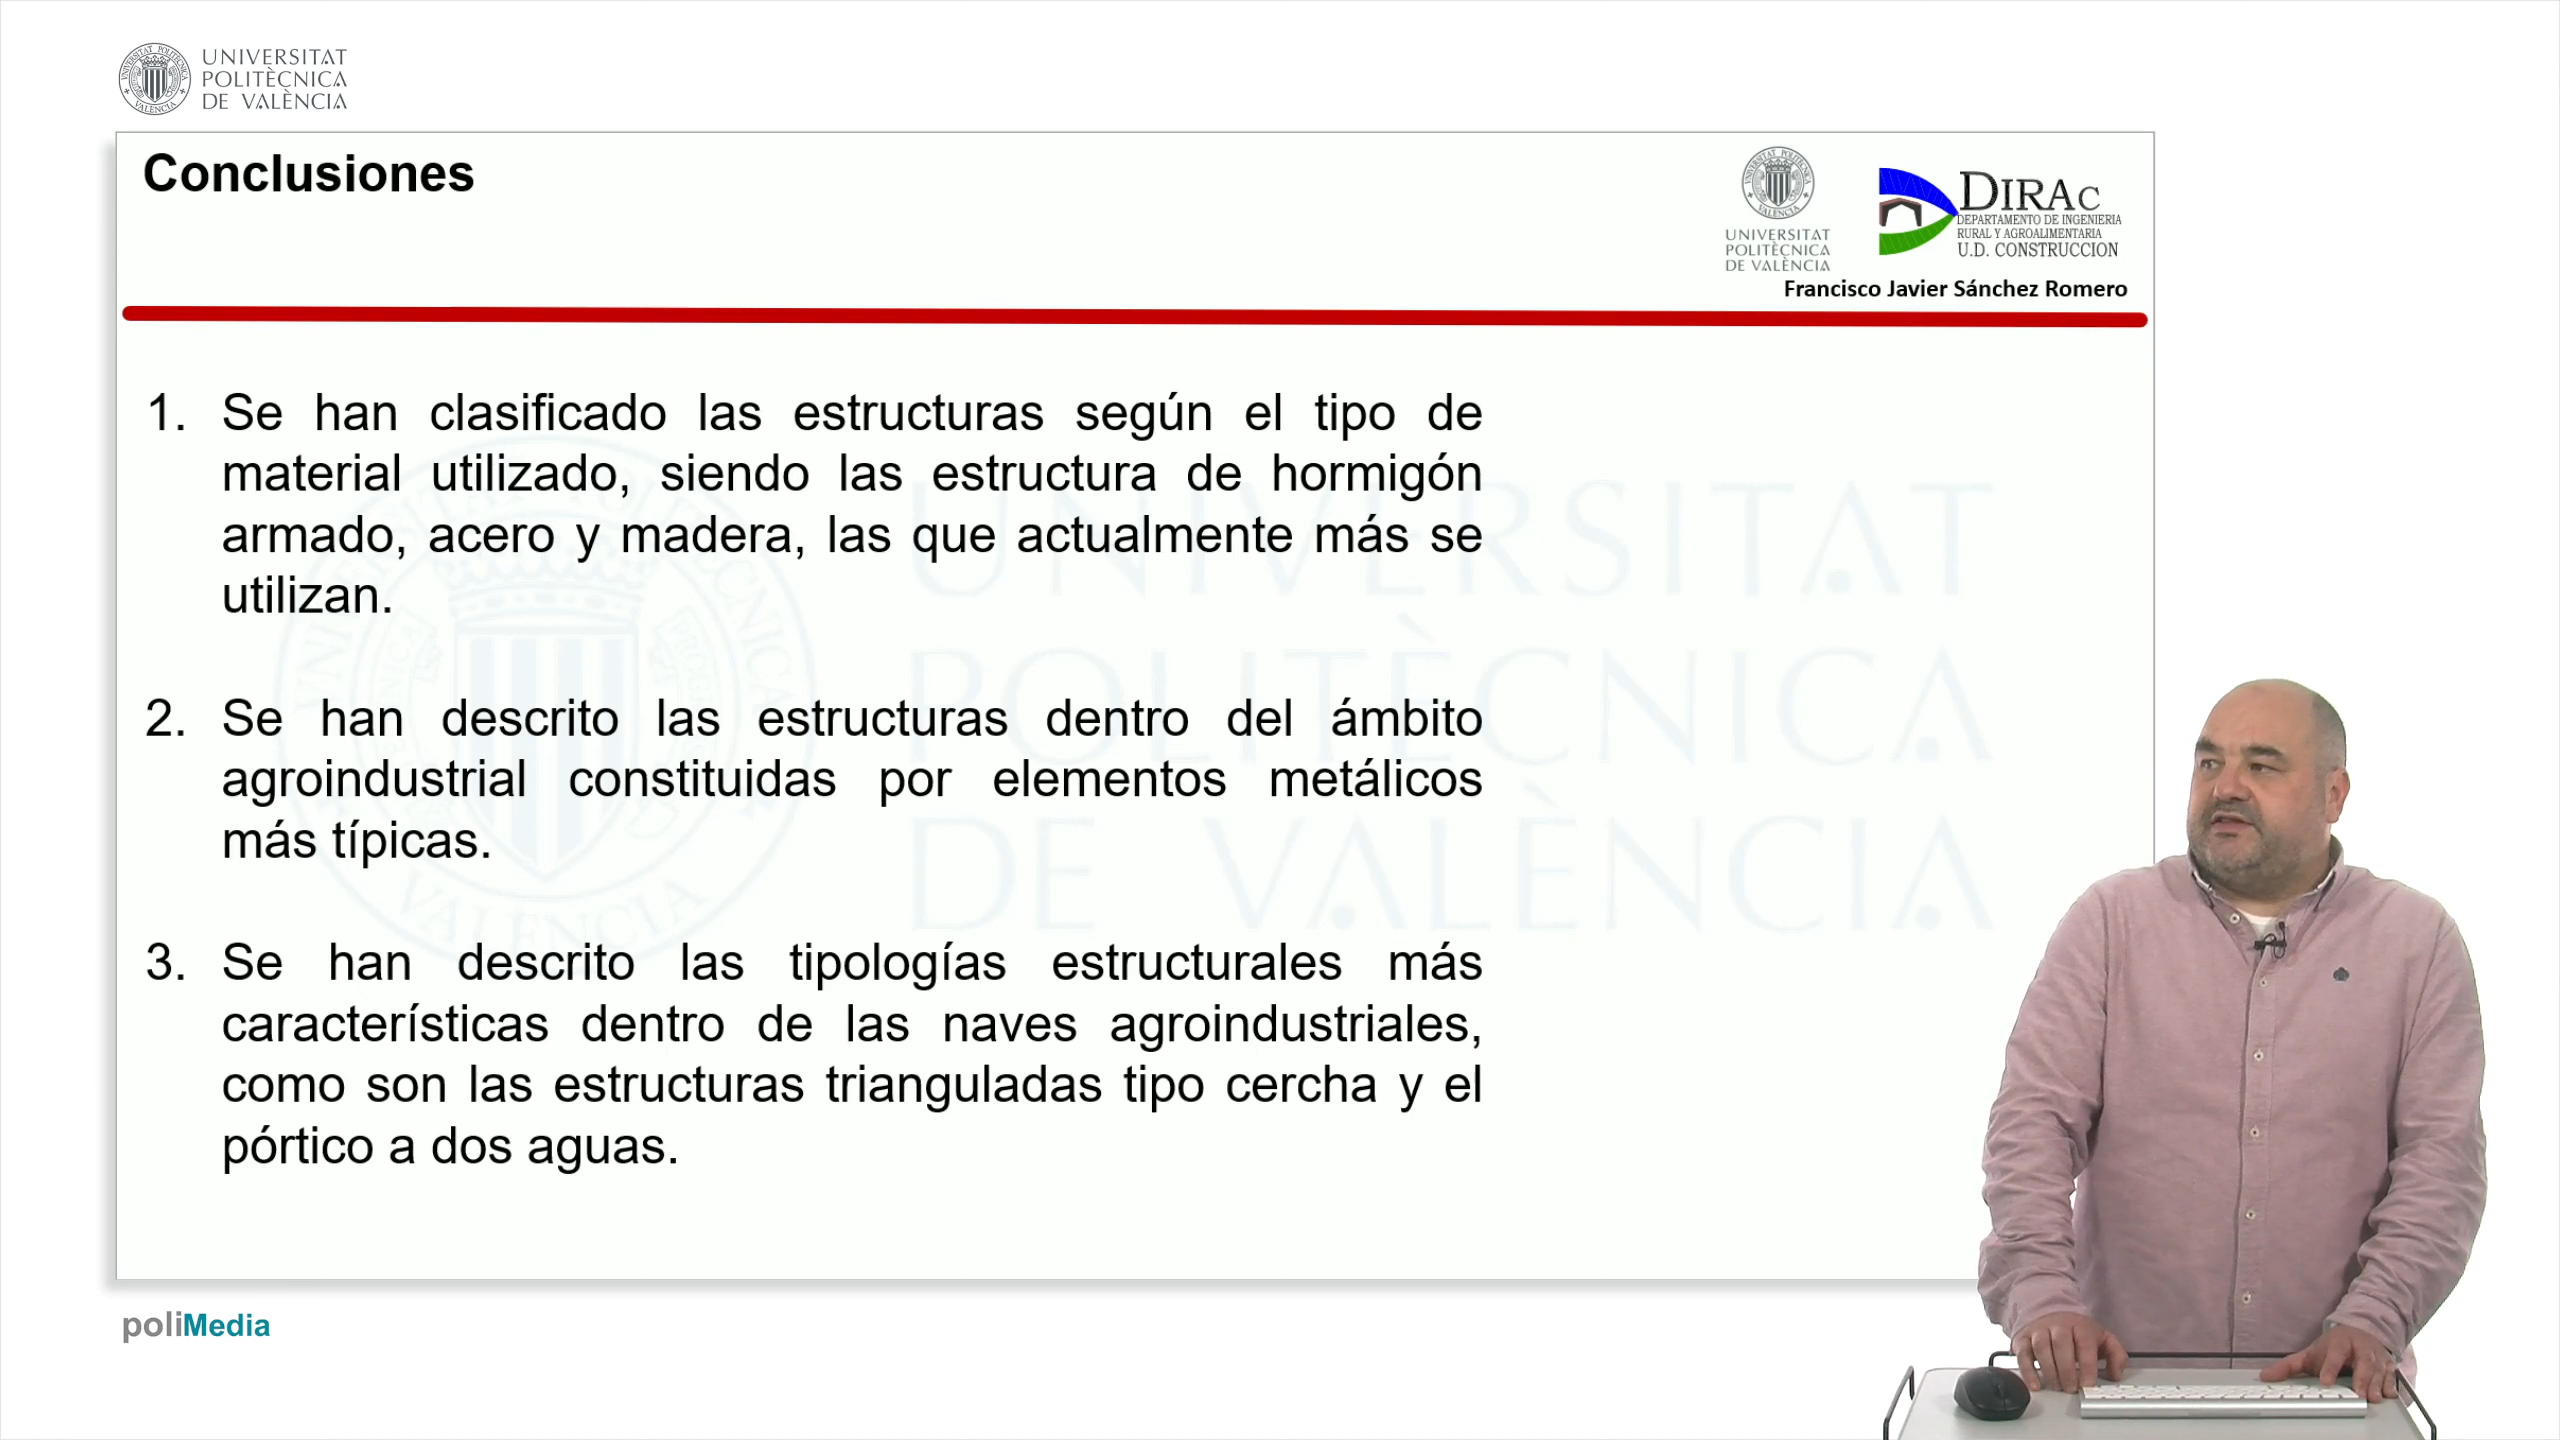 UNIVERSITAT
POLITÈCNICA
DE VALÈNCIA
Conclusiones
UNIVERSITAT
POLITÈCNICA
DE VALÈNCIA
DIRAC
DEPARTAMENTO DE INGENIERIA
RURAL Y AGROALIMENTARIA
U.D. CONSTRUCCION
Francisco Javier Sánchez Romero
1. Se han clasificado las estructuras según el tipo de
material utilizado, siendo las estructura de hormigón
armado, acero y madera, las que actualmente más se
utilizan.
2. Se han descrito las estructuras dentro del ámbito
agroindustrial constituidas por elementos metálicos
más típicas.
3. Se han descrito las tipologías estructurales más
características dentro de las naves agroindustriales,
como son las estructuras trianguladas tipo cercha y el
pórtico a dos aguas.
UNIVERSITAT
POLITÈCNICA
DE VALÈNCIA
poliMedia